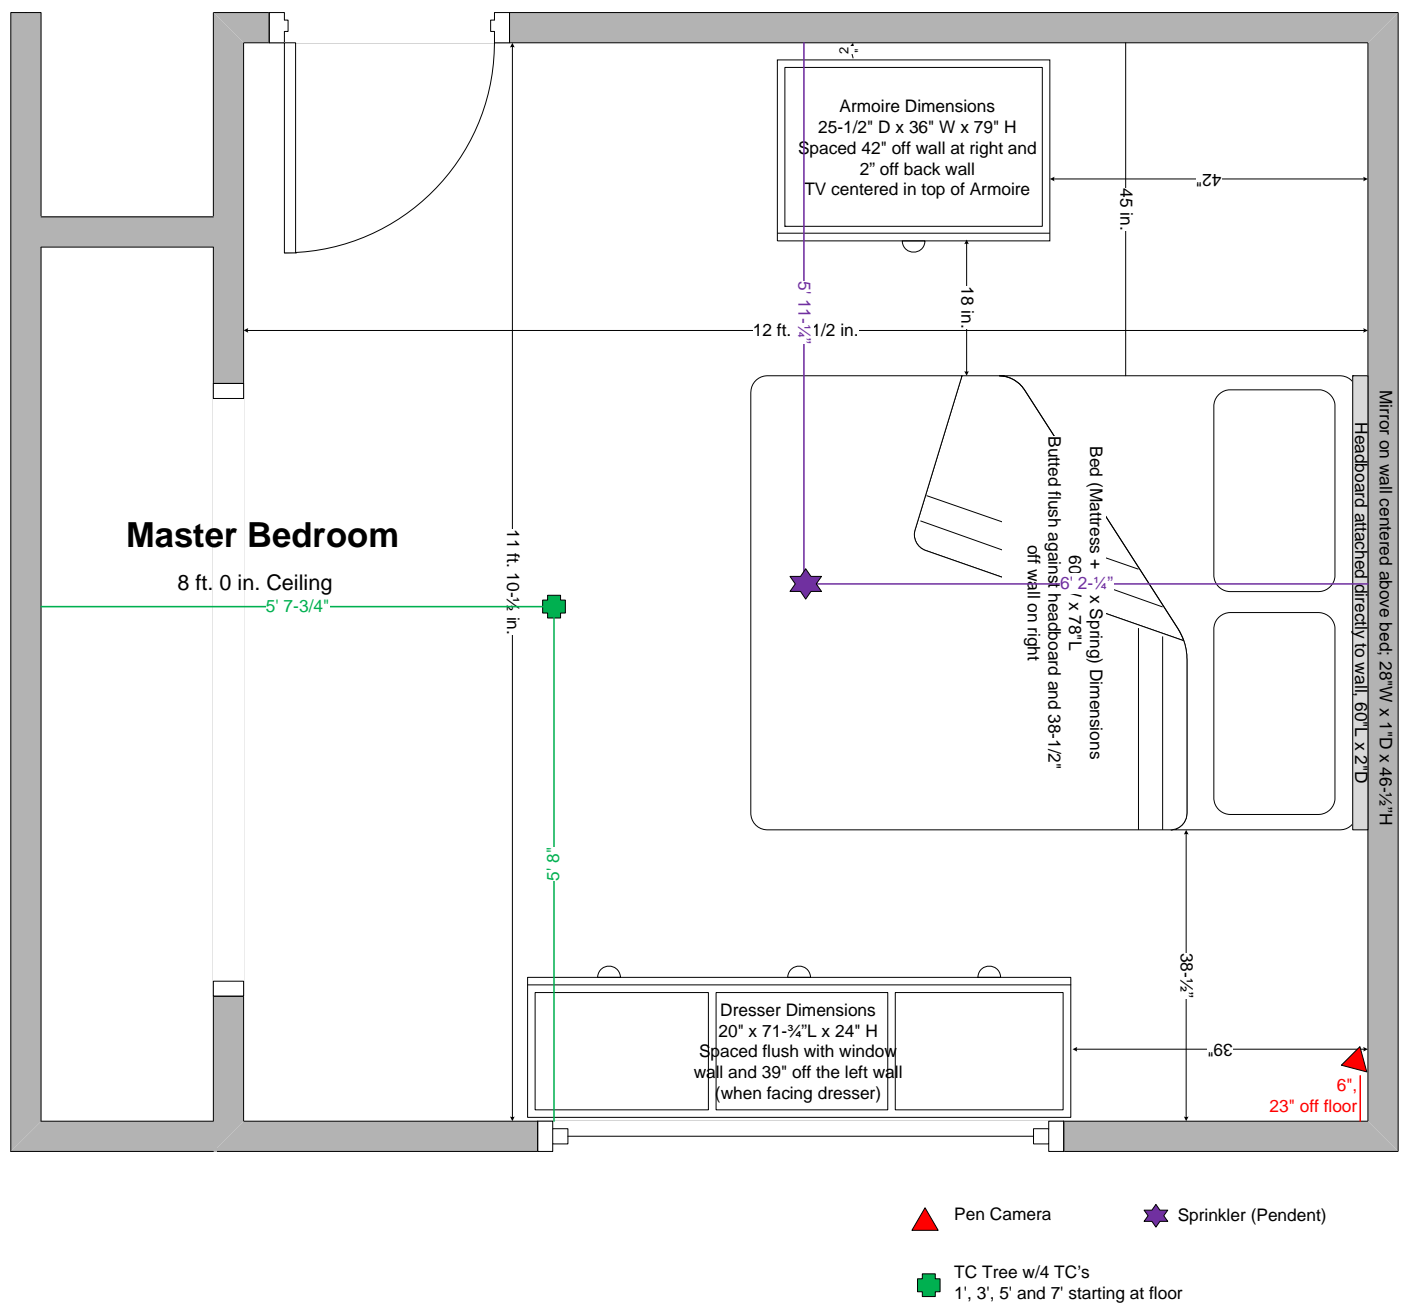 2"
Armoire Dimensions
25-1/2" D x 36" W x 79" H
Spaced 42" off wall at right and
2” off back wall
TV centered in top of Armoire
42"
45 in.
5' 11-¼”
18 in.
12 ft. 1/2 in.
Mirror on wall centered above bed; 28"W x 1"D x 46-½”H
Headboard attached directly to wall, 60"L x 2"D
Bed (Mattress + x Spring) Dimensions
60 x 78"L
Butted flush against headboard and 38-1/2"
off wall on right
Master Bedroom
8 ft. 0 in. Ceiling
5' 7-3/4"
11 ft. 10-½ in.
6' 2-¼”
5' 8"
38-½”
Dresser Dimensions
20" x 71-¾”L x 24" H
Spaced flush with window
wall and 39" off the left wall
(when facing dresser)
39"
6",
23" off floor
Pen Camera
Sprinkler (Pendent)
TC Tree w/4 TC’s
1', 3', 5' and 7' starting at floor